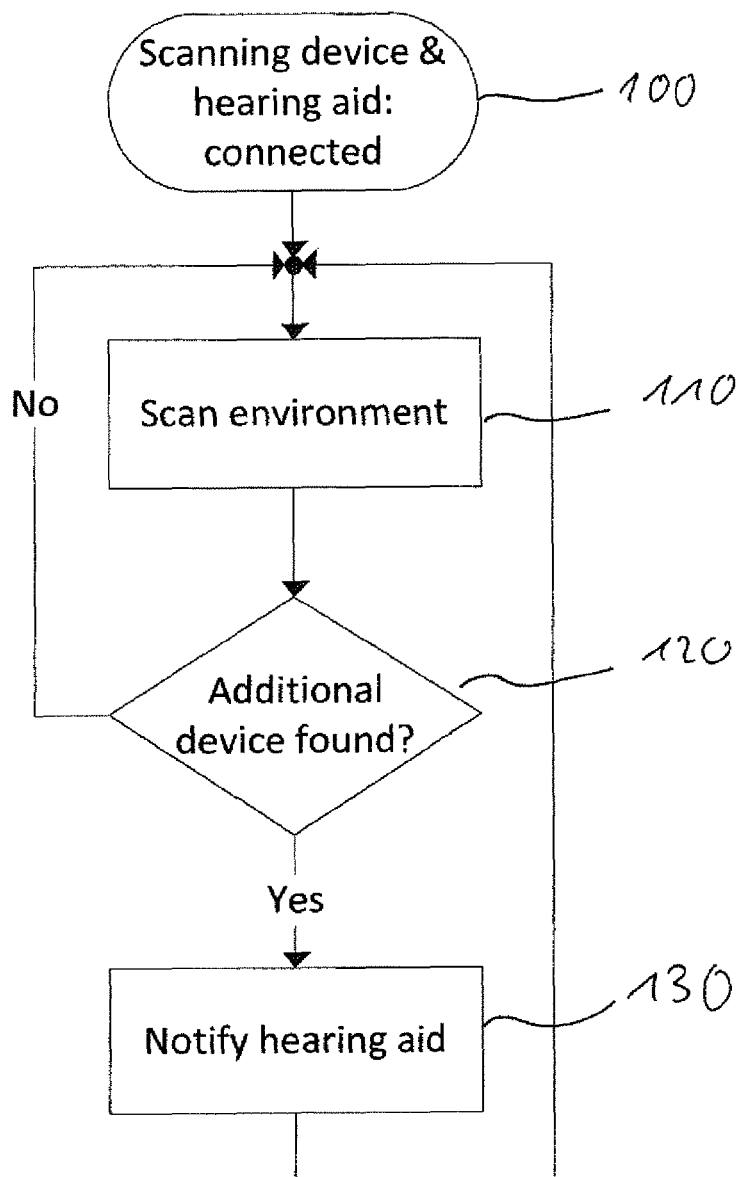 Scanning device &
hearing aid:
connected
100
No
Scan environment
110
Additional
device found?
120
Yes
Notify hearing aid
130